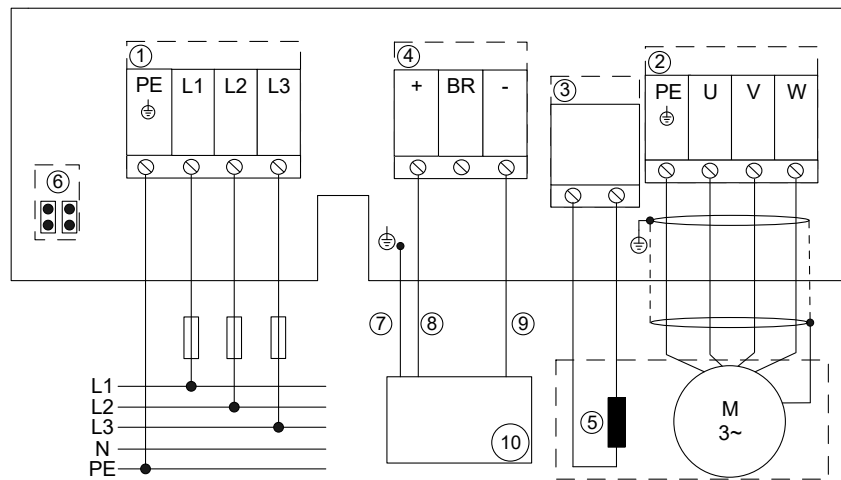 ① ④ ③ ②
PE L1 L2 L3
+ BR -
PE U V W
⑥
⑦ ⑧ ⑨
L1
L2
L3
N
PE
⑩
⑤
M
3~